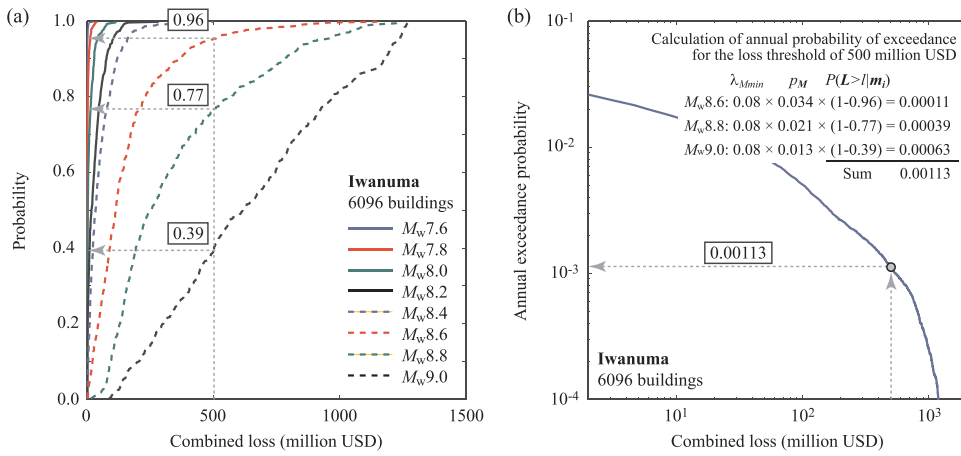 (a)
1.0
0.8
0.6
0.4
0.2
0.0
Probability
0.96
0.77
0.39
Iwanuma
6096 buildings
Mw7.6
Mw7.8
Mw8.0
Mw8.2
Mw8.4
Mw8.6
Mw8.8
Mw9.0
0
500
1000
1500
Combined loss (million USD)
(b)
10-1
10-2
10-3
10-4
Annual exceedance probability
Calculation of annual probability of exceedance
for the loss threshold of 500 million USD
λMmin pM P(L>l|mi)
Mw8.6: 0.08 × 0.034 × (1-0.96) = 0.00011
Mw8.8: 0.08 × 0.021 × (1-0.77) = 0.00039
Mw9.0: 0.08 × 0.013 × (1-0.39) = 0.00063
Sum 0.00113
0.00113
Iwanuma
6096 buildings
101
102
103
Combined loss (million USD)